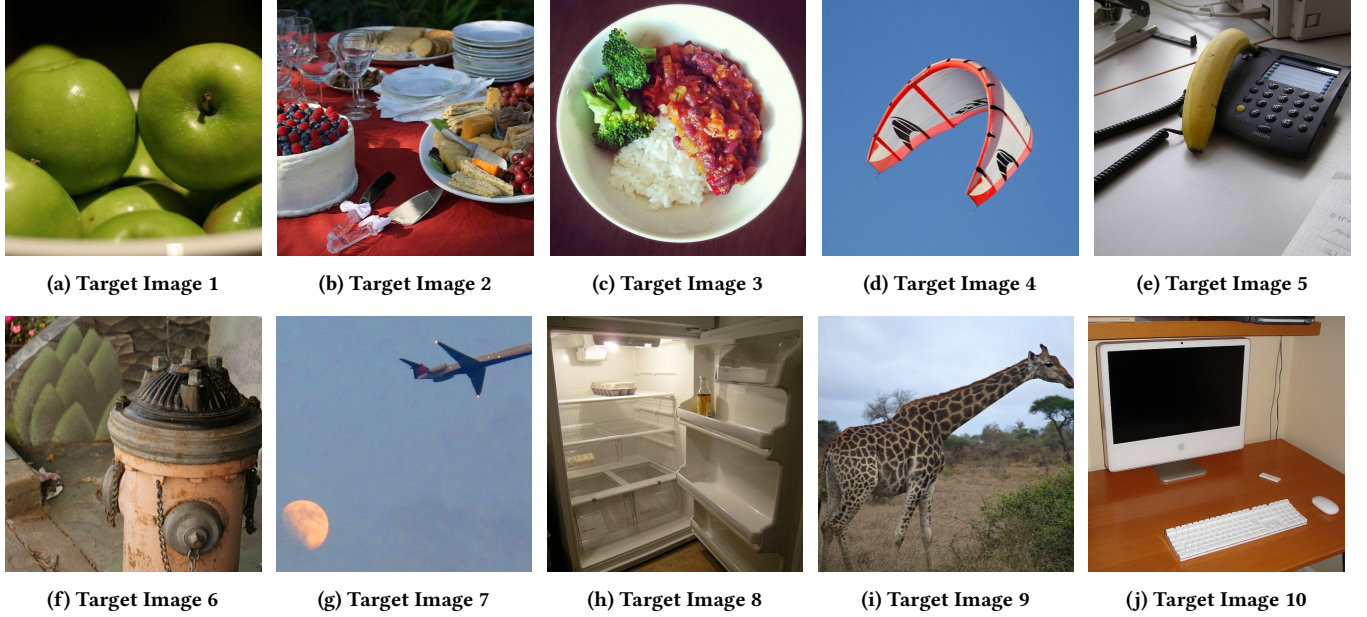 (a) Target Image 1
(b) Target Image 2
(c) Target Image 3
(d) Target Image 4
(e) Target Image 5
(f) Target Image 6
(g) Target Image 7
(h) Target Image 8
(i) Target Image 9
(j) Target Image 10